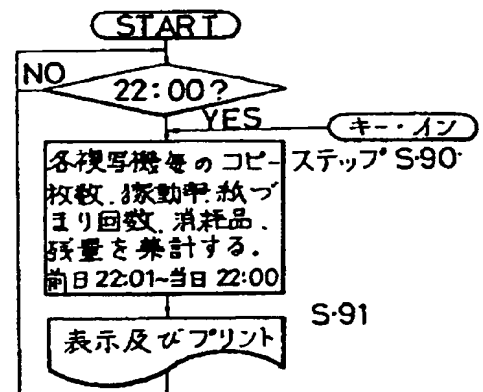 START
NO
22:00?
YES
キー・イン
各複写機毎のコピー
ステップS-90
枚数.稼動率.紙づ
まり回数.消耗品.
残量を集計する.
前日22:01~当日22:00
S-91
表示及びプリント